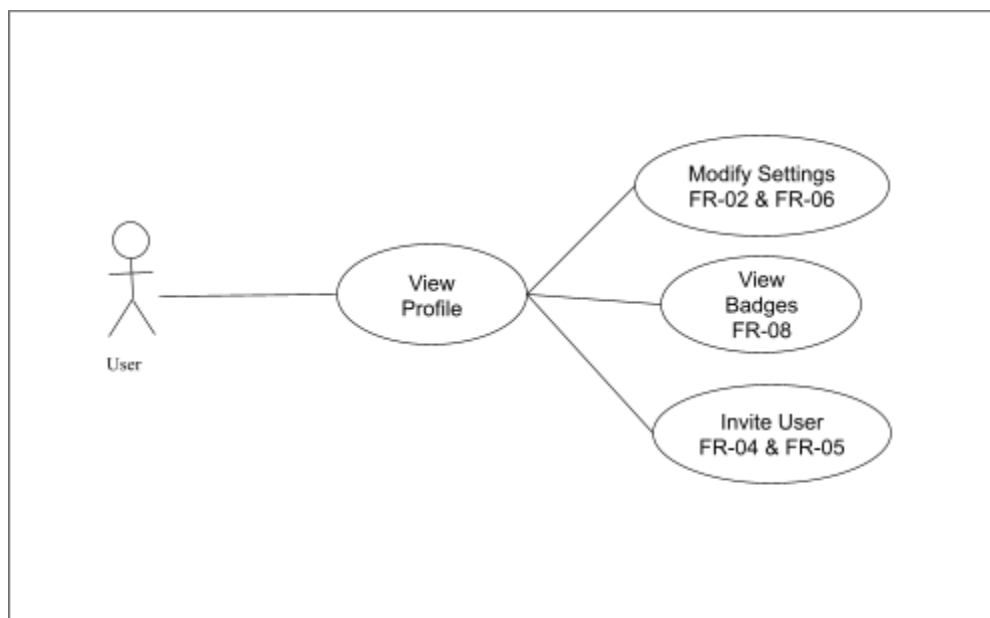 User
View
Profile
Modify Settings
FR-02 & FR-06
View
Badges
FR-08
Invite User
FR-04 & FR-05